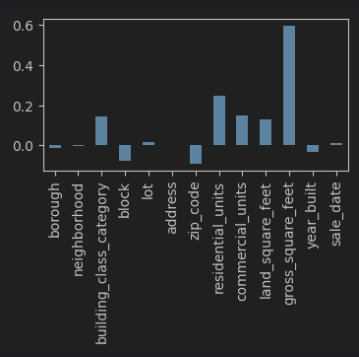 0.6
0.4
0.2
0.0
borough
neighborhood
building_class_category
block
lot
address
zip_code
residential_units
commercial_units
land_square_feet
gross_square_feet
year_built
sale_date